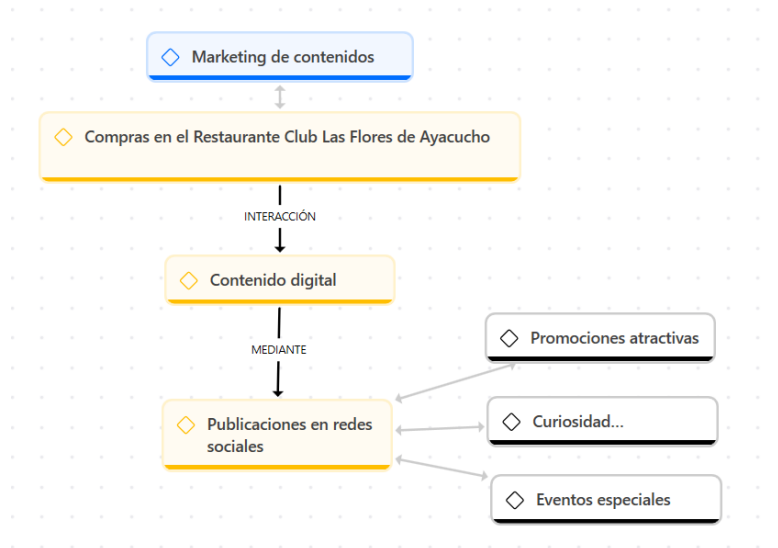 Marketing de contenidos
Compras en el Restaurante Club Las Flores de Ayacucho
INTERACCIÓN
Contenido digital
MEDIANTE
Promociones atractivas
Publicaciones en redes
sociales
Curiosidad...
Eventos especiales